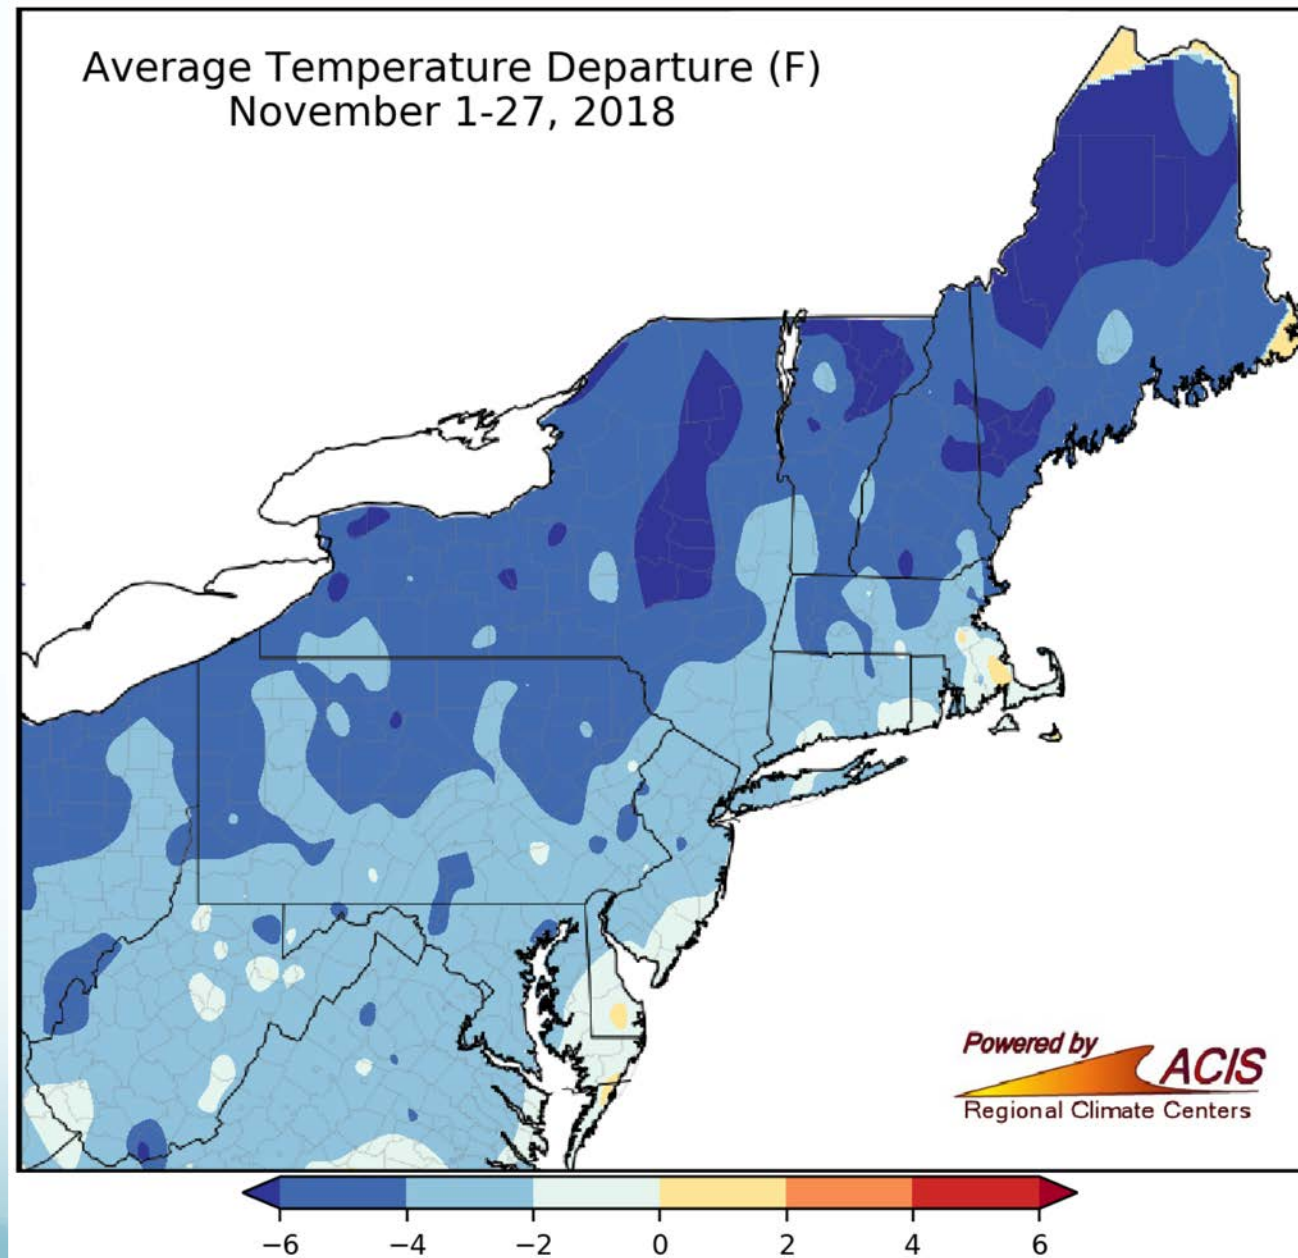 Average Temperature Departure (F)
November 1-27, 2018
Powered by
ACIS
Regional Climate Centers
−6 −4 −2 0 2 4 6